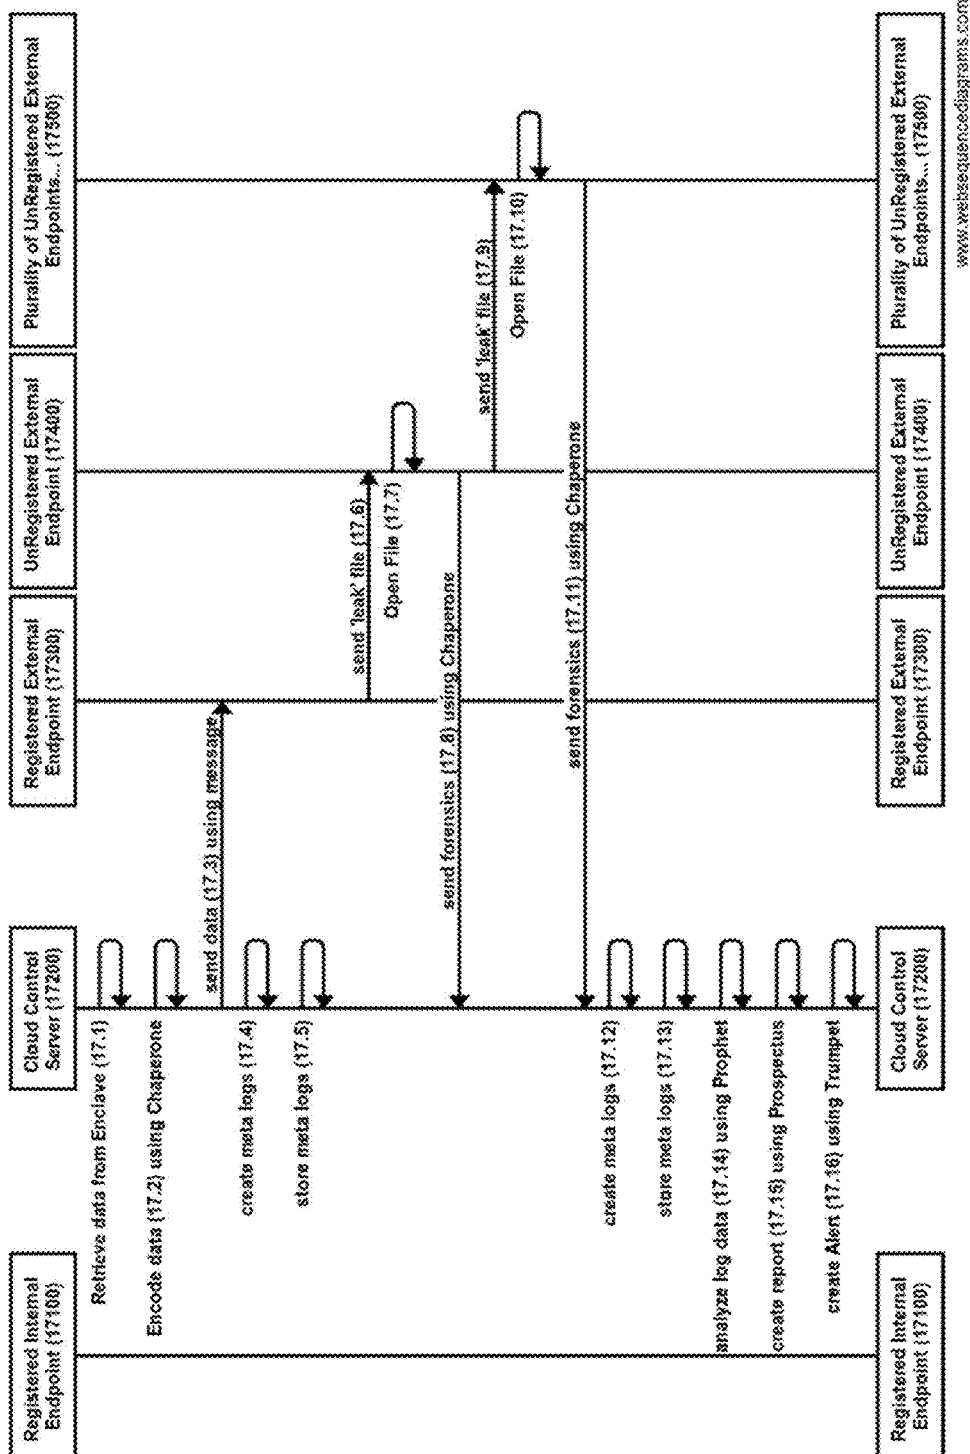 Registered Internal
Endpoint (17100)
Cloud Control
Server (17200)
Registered External
Endpoint (17300)
UnRegistered External
Endpoint (17400)
Plurality of UnRegistered External
Endpoints... (17500)
Retrieve data from Enclave (17.1)
Encode data (17.2) using Chaperone
send data (17.3) using message
create meta logs (17.4)
store meta logs (17.5)
send 'leak' file (17.6)
Open File (17.7)
send forensics (17.8) using Chaperone
send 'leak' file (17.9)
Open File (17.10)
send forensics (17.11) using Chaperone
create meta logs (17.12)
store meta logs (17.13)
analyze log data (17.14) using Prophet
create report (17.15) using Prospectus
create Alert (17.16) using Trumpet
Registered Internal
Endpoint (17100)
Cloud Control
Server (17200)
Registered External
Endpoint (17300)
UnRegistered External
Endpoint (17400)
Plurality of UnRegistered External
Endpoints... (17500)
www.websequencediagrams.com